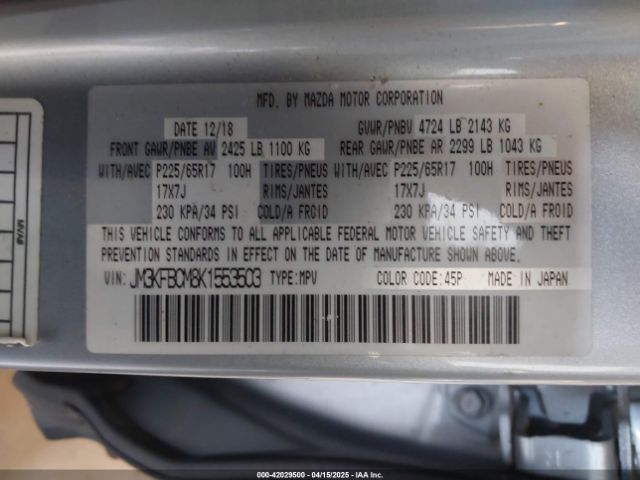 MFD. BY MAZDA MOTOR CORPORATION
DATE 12/18 GVWR/PNBV 4724 LB 2143 KG
FRONT GAWR/PNBE AV 2425 LB 1100 KG REAR GAWR/PNBE AR 2299 LB 1043 KG
WITH/AVEC P225/65R17 100H TIRES/PNEUS WITH/AVEC P225/65R17 100H TIRES/PNEUS
17X7J RIMS/JANTES 17X7J RIMS/JANTES
230 KPA/34 PSI COLD/A FROID 230 KPA/34 PSI COLD/A FROID
THIS VEHICLE CONFORMS TO ALL APPLICABLE FEDERAL MOTOR VEHICLE SAFETY AND THEFT
PREVENTION STANDARDS IN EFFECT ON THE DATE OF MANUFACTURE SHOWN ABOVE.
VIN: JM3KFBCM8K1553503 TYPE:MPV COLOR CODE:45P MADE IN JAPAN
000-42029500 - 04/15/2025 - IAA Inc.